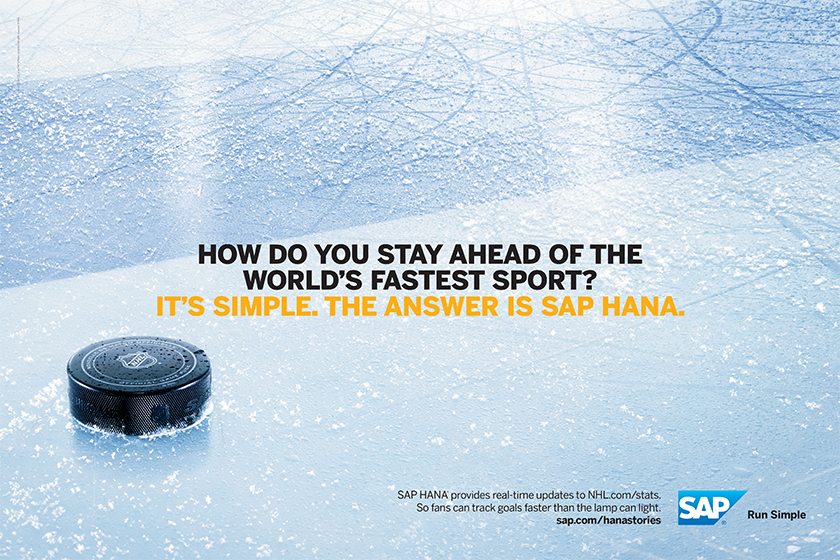 HOW DO YOU STAY AHEAD OF THE
WORLD'S FASTEST SPORT?
IT'S SIMPLE. THE ANSWER IS SAP HANA.
NHL
SAP HANA provides real-time updates to NHL.com/stats.
So fans can track goals faster than the lamp can light.
sap.com/hanastories
SAP®
Run Simple